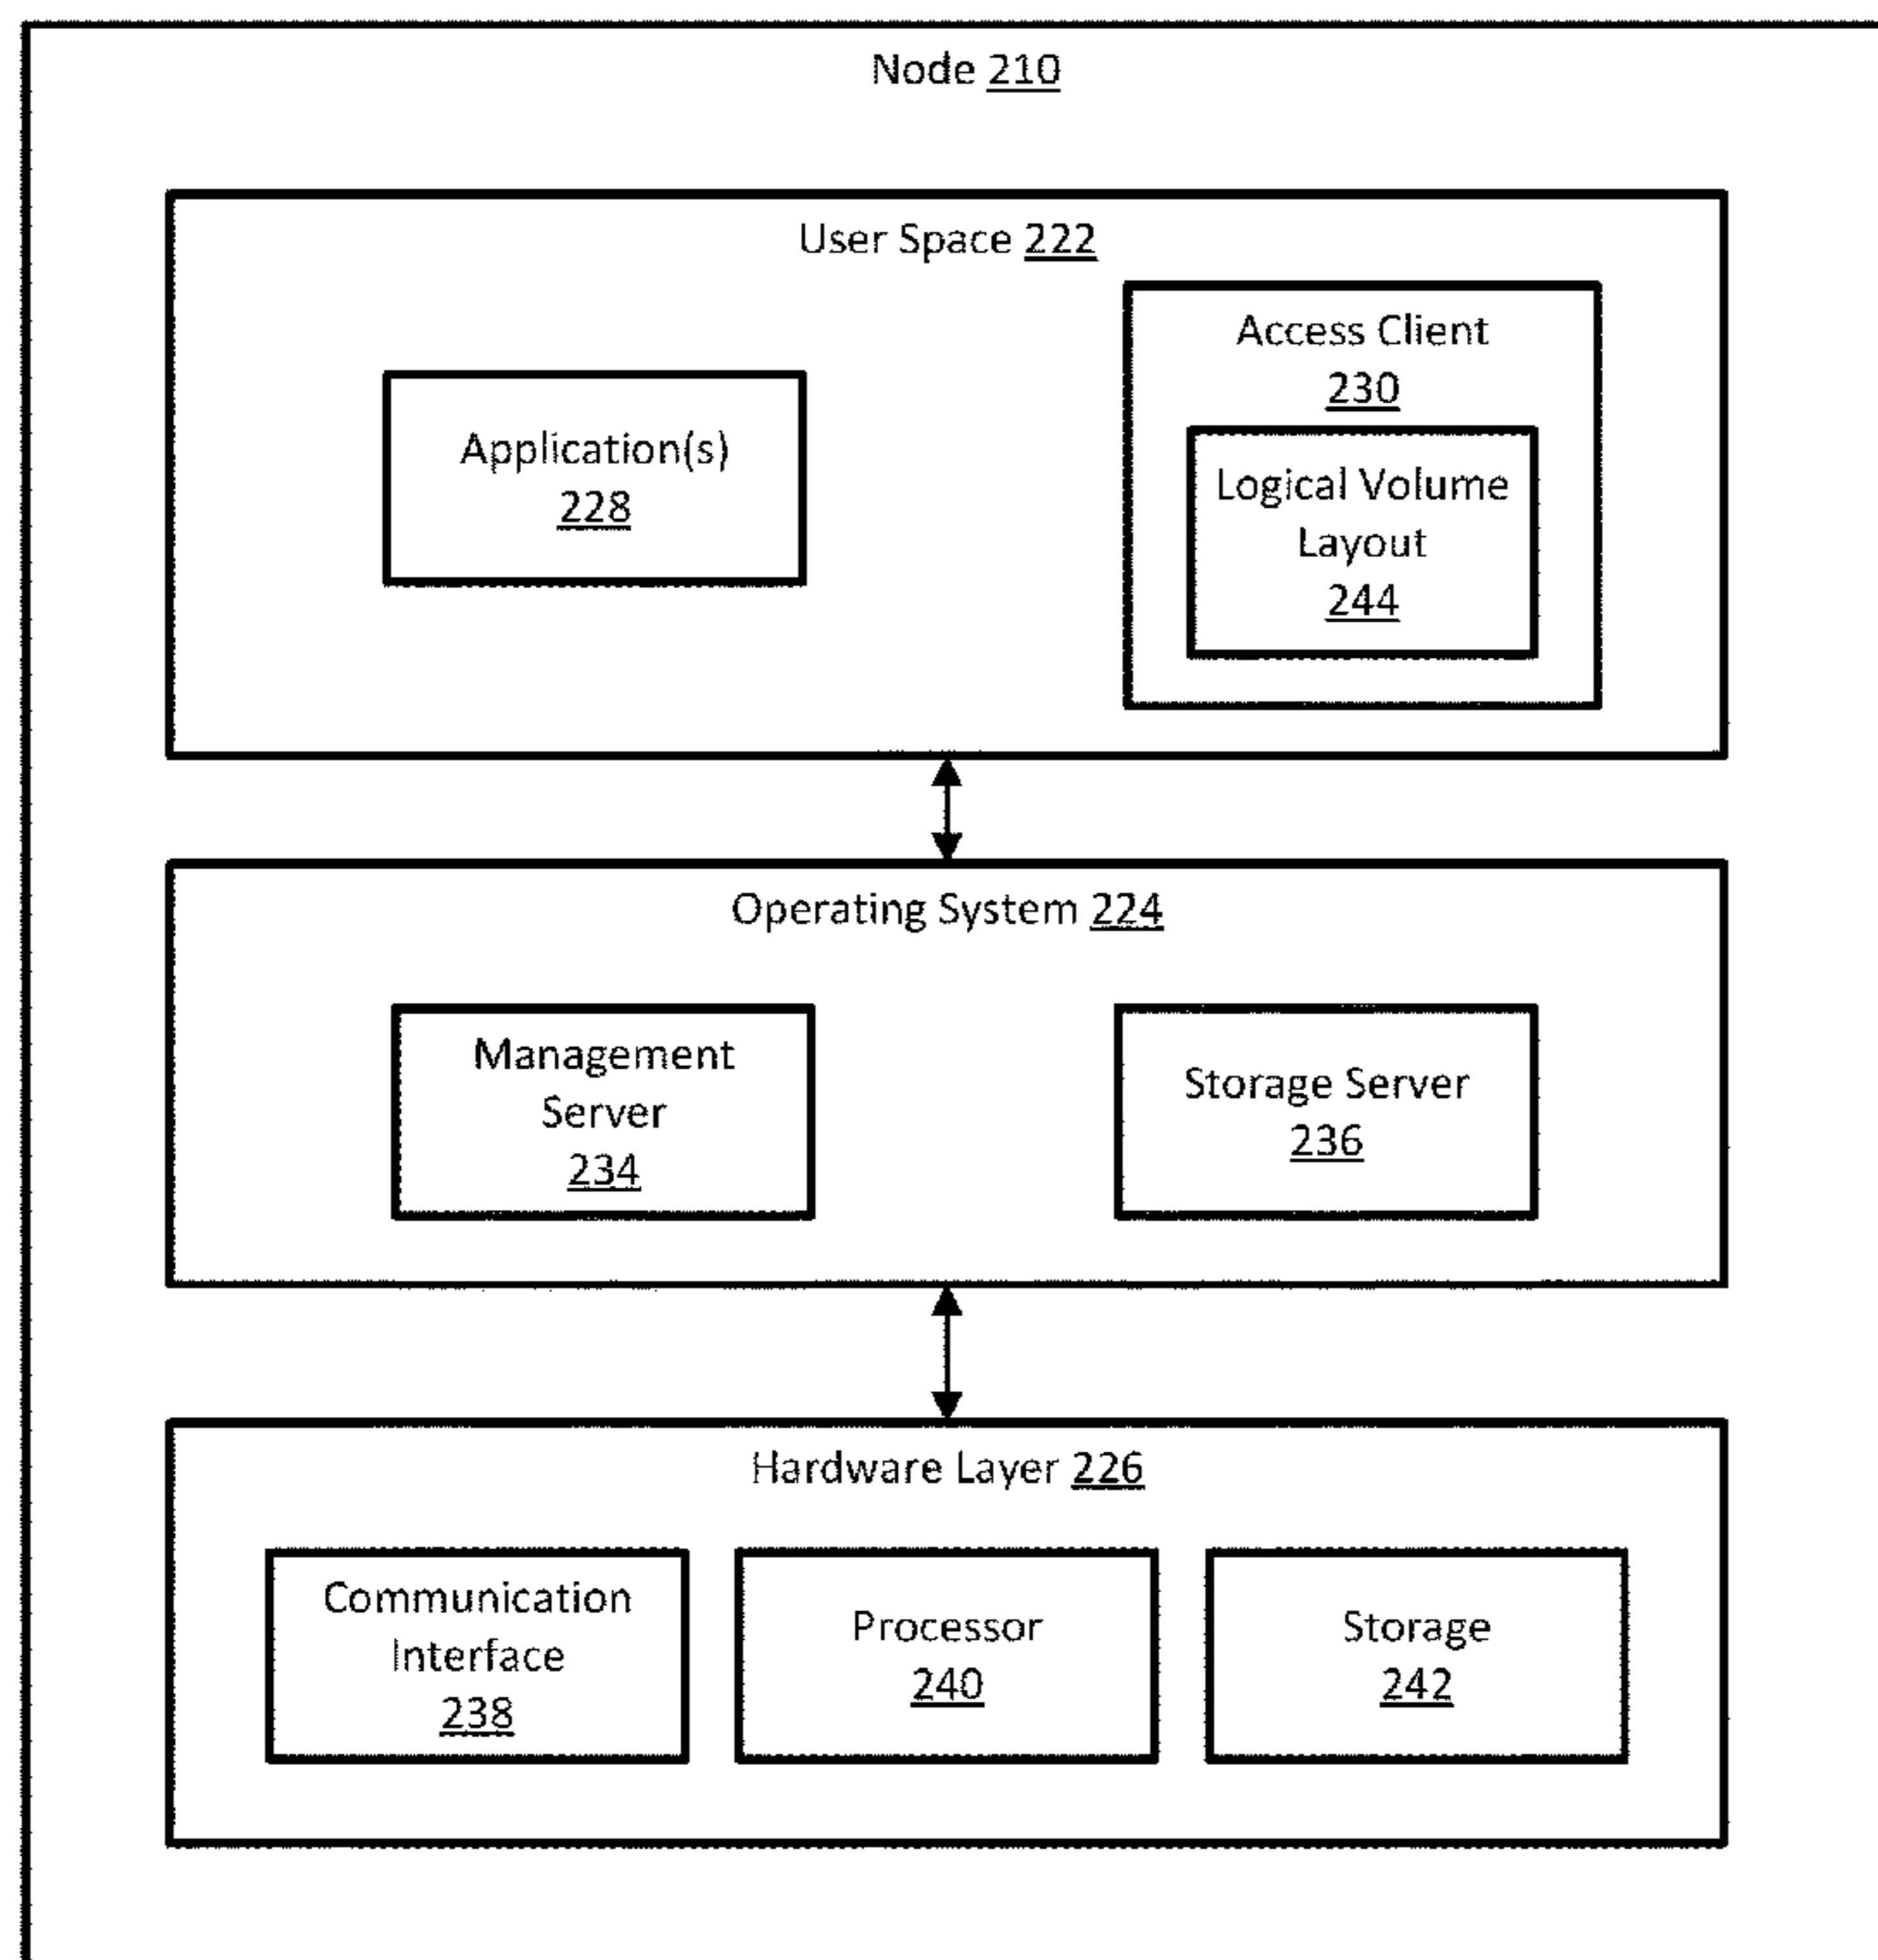 Node 210
User Space 222
Application(s)
228
Access Client
230
Logical Volume
Layout
244
Operating System 224
Management
Server
234
Storage Server
236
Hardware Layer 226
Communication
Interface
238
Processor
240
Storage
242